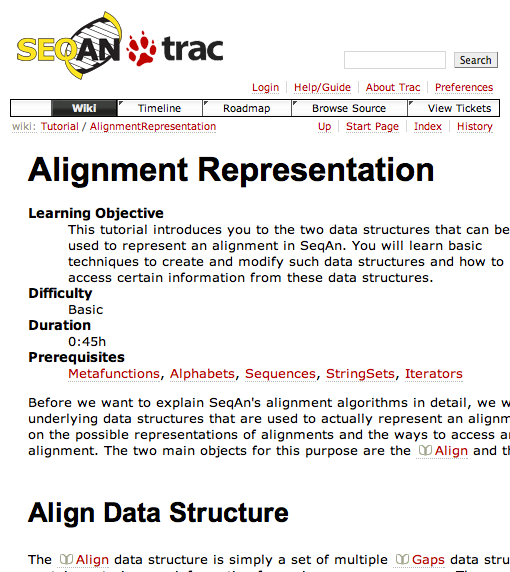 SEQAN trac
Search
Login Help/Guide About Trac Preferences
Wiki Timeline Roadmap Browse Source View Tickets
wiki: Tutorial / AlignmentRepresentation Up Start Page Index History
Alignment Representation
Learning Objective
This tutorial introduces you to the two data structures that can be
used to represent an alignment in SeqAn. You will learn basic
techniques to create and modify such data structures and how to
access certain information from these data structures.
Difficulty
Basic
Duration
0:45h
Prerequisites
Metafunctions, Alphabets, Sequences, StringSets, Iterators
Before we want to explain SeqAn's alignment algorithms in detail, we w
underlying data structures that are used to actually represent an alignm
on the possible representations of alignments and the ways to access a
alignment. The two main objects for this purpose are the Align and th
Align Data Structure
The Align data structure is simply a set of multiple Gaps data stru